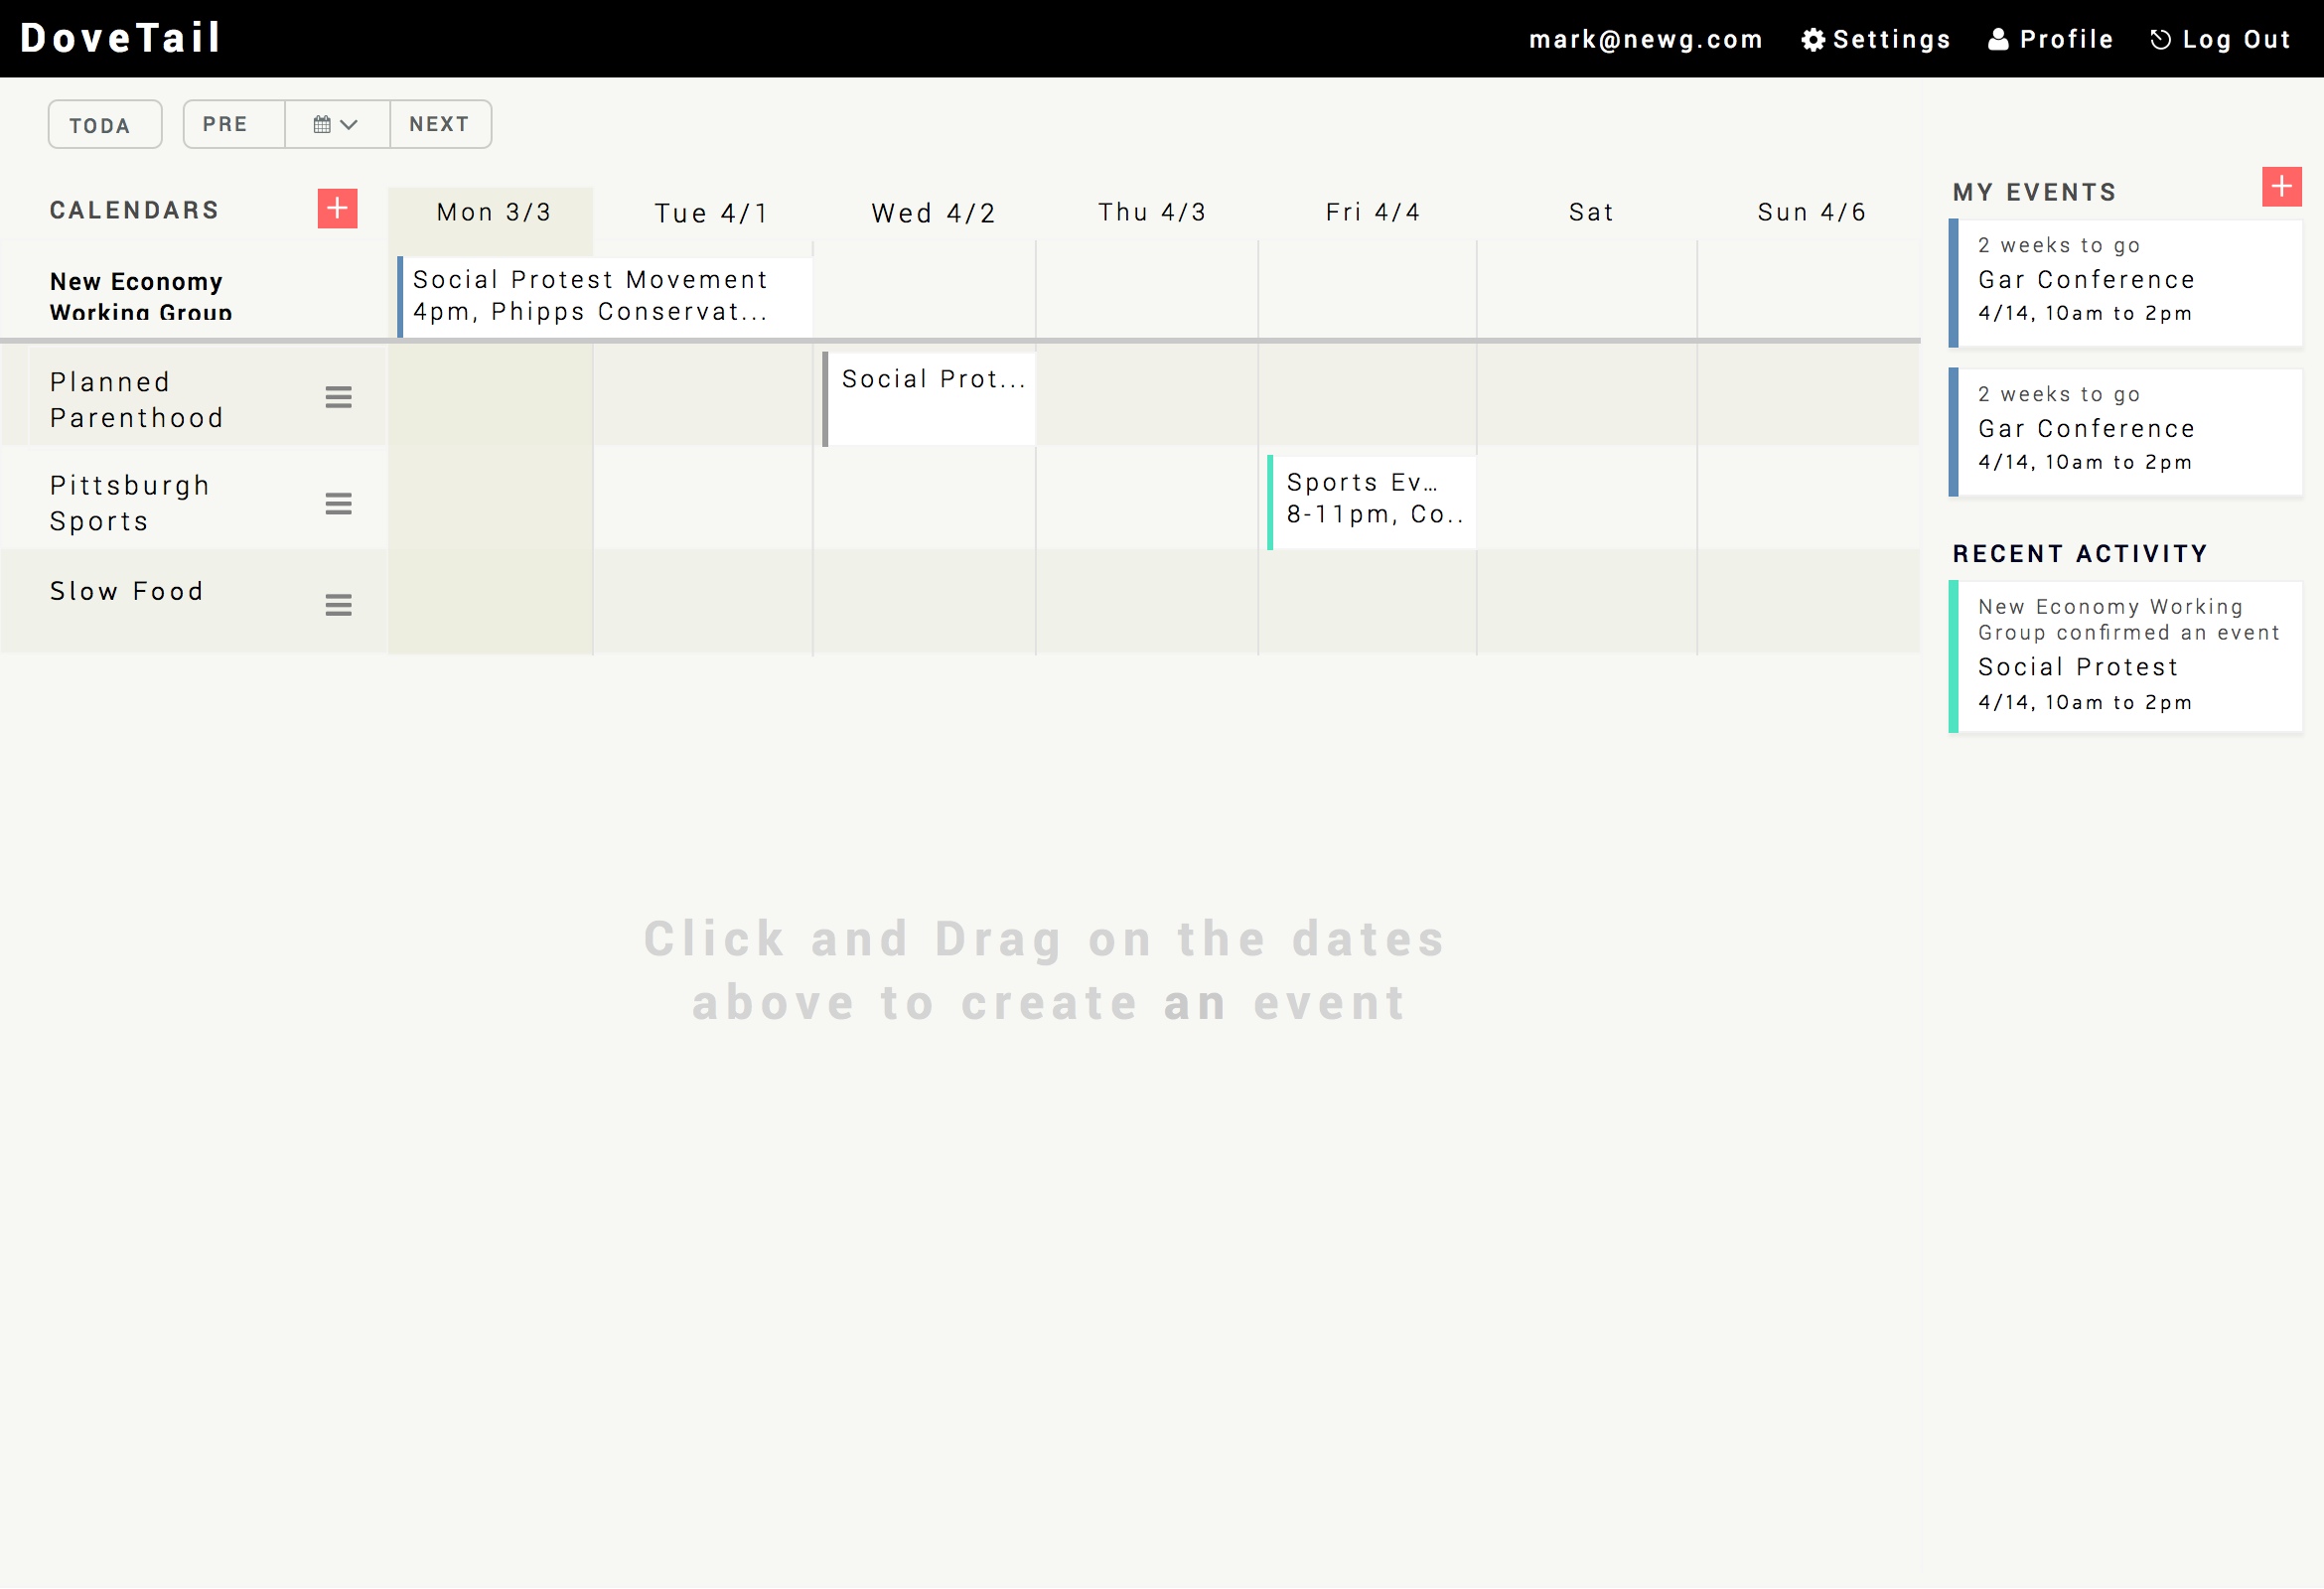 DoveTail
mark@newg.com Settings Profile Log Out
TODA PRE NEXT
CALENDARS
Mon 3/3 Tue 4/1 Wed 4/2 Thu 4/3 Fri 4/4 Sat Sun 4/6
New Economy
Working Group
Social Protest Movement
4pm, Phipps Conservat...
Planned
Parenthood
Social Prot...
Pittsburgh
Sports
Sports Ev...
8-11pm, Co..
Slow Food
Click and Drag on the dates
above to create an event
MY EVENTS
2 weeks to go
Gar Conference
4/14, 10am to 2pm
2 weeks to go
Gar Conference
4/14, 10am to 2pm
RECENT ACTIVITY
New Economy Working
Group confirmed an event
Social Protest
4/14, 10am to 2pm